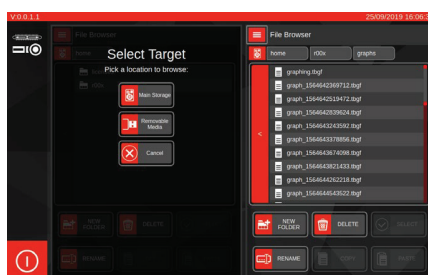 V:0.0.1.1
25/09/2019 16:06:
File Browser
home
r00x
Select Target
Pick a location to browse:
Main Storage
Removable
Media
Cancel
NEW
FOLDER
DELETE
RENAME
File Browser
home
r00x
graphs
<
graphing.tbgf
graph_1564642369712.tbgf
graph_1564642519472.tbgf
graph_1564642839624.tbgf
graph_1564643243592.tbgf
graph_1564643378856.tbgf
graph_1564643674098.tbgf
graph_1564643821433.tbgf
graph_1564644262218.tbgf
graph_1564644543522.tbgf
NEW
FOLDER
DELETE
SELECT
RENAME
COPY
PASTE